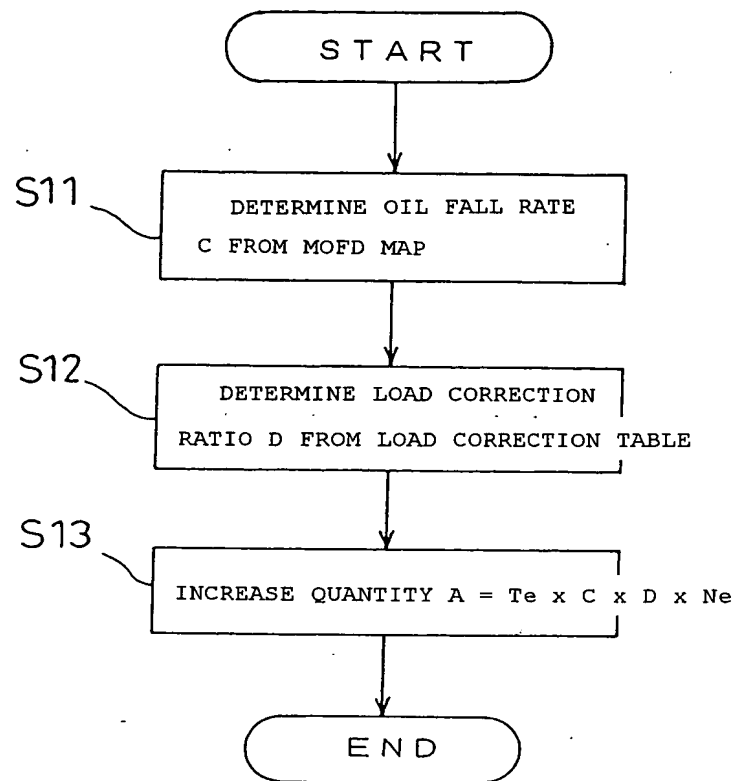 START
S11
DETERMINE OIL FALL RATE
C FROM MOFD MAP
S12
DETERMINE LOAD CORRECTION
RATIO D FROM LOAD CORRECTION TABLE
S13
INCREASE QUANTITY A = Te x C x D x Ne
END